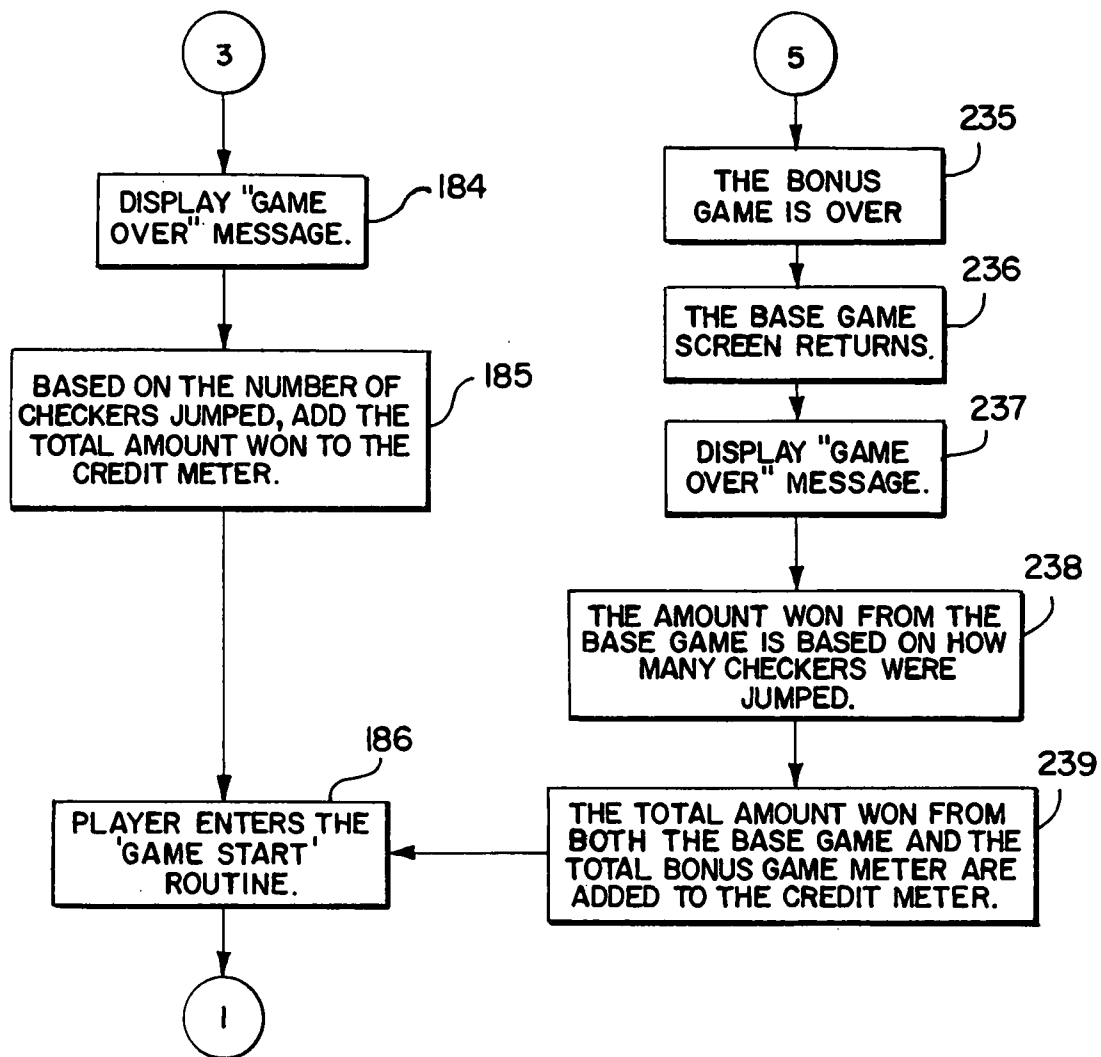 3
DISPLAY "GAME
OVER" MESSAGE.
184
BASED ON THE NUMBER OF
CHECKERS JUMPED, ADD THE
TOTAL AMOUNT WON TO THE
CREDIT METER.
185
186
PLAYER ENTERS THE
'GAME START'
ROUTINE.
1
5
235
THE BONUS
GAME IS OVER
236
THE BASE GAME
SCREEN RETURNS.
237
DISPLAY "GAME
OVER" MESSAGE.
238
THE AMOUNT WON FROM THE
BASE GAME IS BASED ON HOW
MANY CHECKERS WERE
JUMPED.
239
THE TOTAL AMOUNT WON FROM
BOTH THE BASE GAME AND THE
TOTAL BONUS GAME METER ARE
ADDED TO THE CREDIT METER.